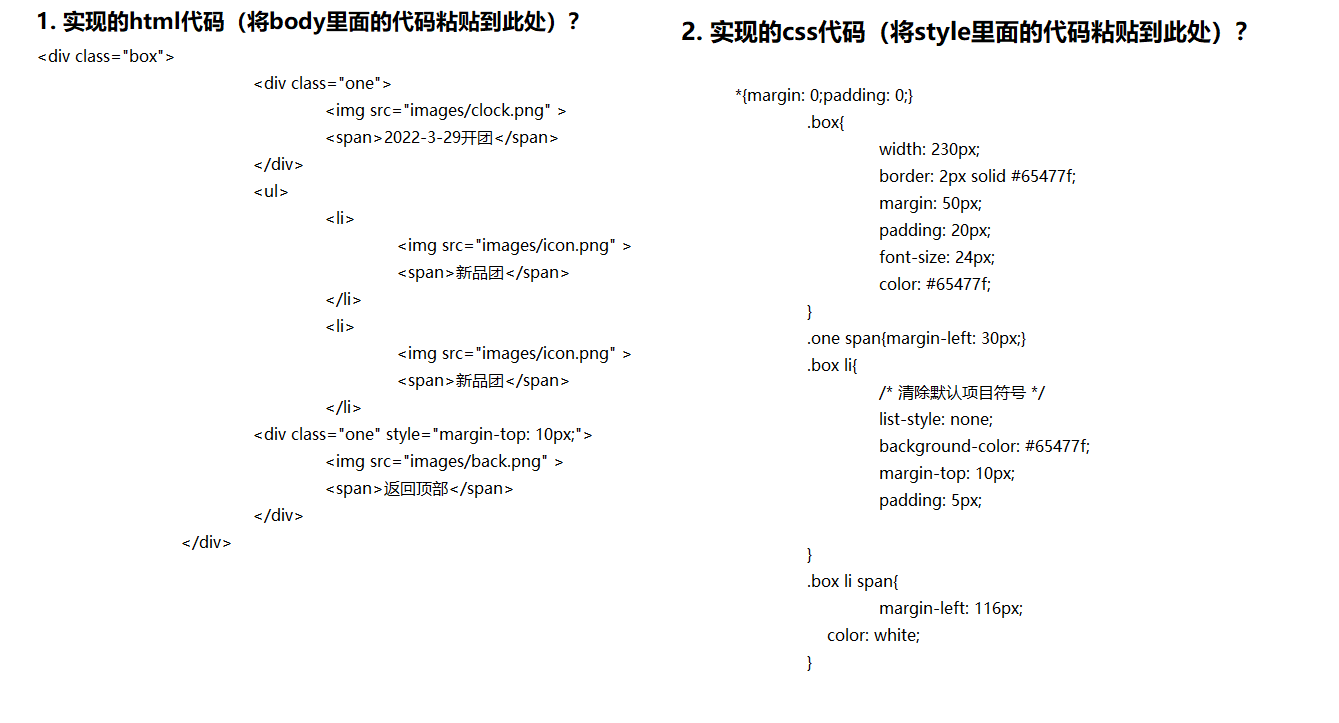 1. 实现的html代码（将body里面的代码粘贴到此处）？
<div class="box">
<div class="one">
<img src="images/clock.png" >
<span>2022-3-29开团</span>
</div>
<ul>
<li>
<img src="images/icon.png" >
<span>新品团</span>
</li>
<li>
<img src="images/icon.png" >
<span>新品团</span>
</li>
<div class="one" style="margin-top: 10px;">
<img src="images/back.png" >
<span>返回顶部</span>
</div>
</div>
2. 实现的css代码（将style里面的代码粘贴到此处）？
*{margin: 0;padding: 0;}
.box{
width: 230px;
border: 2px solid #65477f;
margin: 50px;
padding: 20px;
font-size: 24px;
color: #65477f;
}
.one span{margin-left: 30px;}
.box li{
/* 清除默认项目符号 */
list-style: none;
background-color: #65477f;
margin-top: 10px;
padding: 5px;
}
.box li span{
margin-left: 116px;
color: white;
}